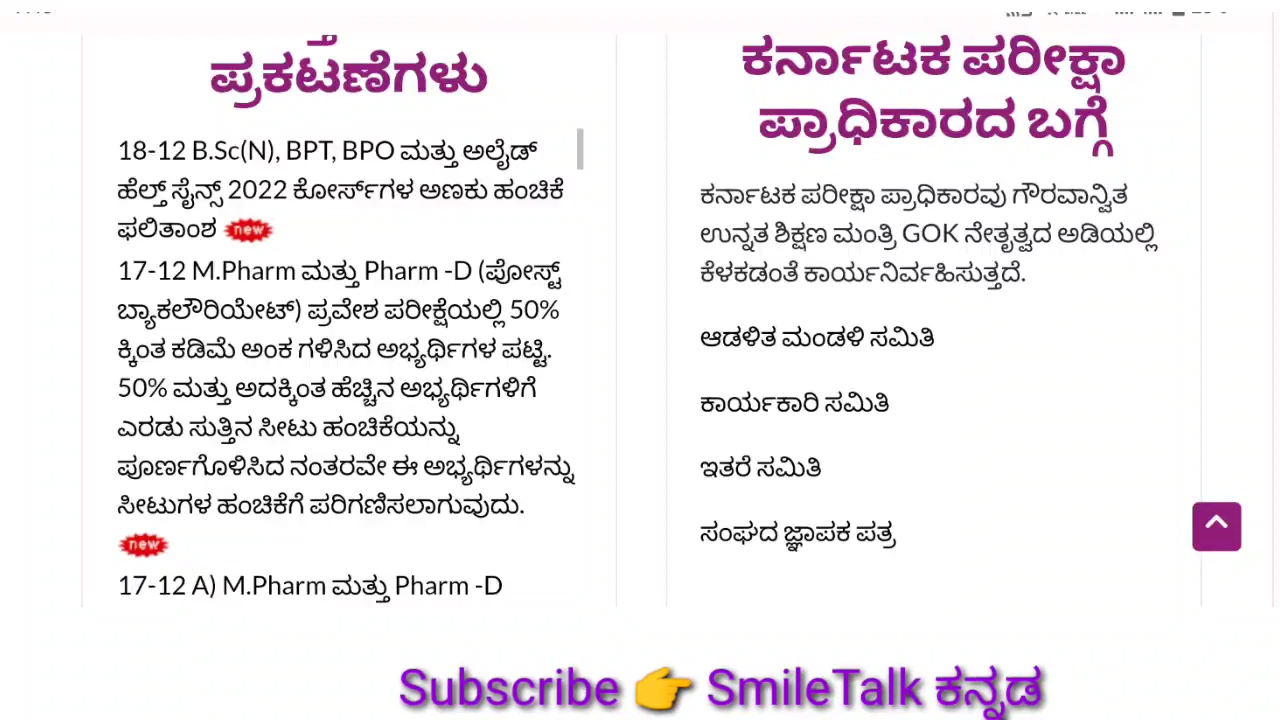 ಪ್ರಕಟಣೆಗಳು
18-12 B.Sc(N), BPT, BPO ಮತ್ತು ಅಲೈಡ್
ಹೆಲ್ತ್ ಸೈನ್ಸ್ 2022 ಕೋರ್ಸ್‌ಗಳ ಅಣಕು ಹಂಚಿಕೆ
ಫಲಿತಾಂಶ new
17-12 M.Pharm ಮತ್ತು Pharm -D (ಪೋಸ್ಟ್
ಬ್ಯಾಕಲೌರಿಯೇಟ್) ಪ್ರವೇಶ ಪರೀಕ್ಷೆಯಲ್ಲಿ 50%
ಕ್ಕಿಂತ ಕಡಿಮೆ ಅಂಕ ಗಳಿಸಿದ ಅಭ್ಯರ್ಥಿಗಳ ಪಟ್ಟಿ.
50% ಮತ್ತು ಅದಕ್ಕಿಂತ ಹೆಚ್ಚಿನ ಅಭ್ಯರ್ಥಿಗಳಿಗೆ
ಎರಡು ಸುತ್ತಿನ ಸೀಟು ಹಂಚಿಕೆಯನ್ನು
ಪೂರ್ಣಗೊಳಿಸಿದ ನಂತರವೇ ಈ ಅಭ್ಯರ್ಥಿಗಳನ್ನು
ಸೀಟುಗಳ ಹಂಚಿಕೆಗೆ ಪರಿಗಣಿಸಲಾಗುವುದು.
new
17-12 A) M.Pharm ಮತ್ತು Pharm -D
ಕರ್ನಾಟಕ ಪರೀಕ್ಷಾ
ಪ್ರಾಧಿಕಾರದ ಬಗ್ಗೆ
ಕರ್ನಾಟಕ ಪರೀಕ್ಷಾ ಪ್ರಾಧಿಕಾರವು ಗೌರವಾನ್ವಿತ
ಉನ್ನತ ಶಿಕ್ಷಣ ಮಂತ್ರಿ GOK ನೇತೃತ್ವದ ಅಡಿಯಲ್ಲಿ
ಕೆಳಕಡಂತೆ ಕಾರ್ಯನಿರ್ವಹಿಸುತ್ತದೆ.
ಆಡಳಿತ ಮಂಡಳಿ ಸಮಿತಿ
ಕಾರ್ಯಕಾರಿ ಸಮಿತಿ
ಇತರೆ ಸಮಿತಿ
ಸಂಘದ ಜ್ಞಾಪಕ ಪತ್ರ
Subscribe 👉 SmileTalk ಕನ್ನಡ